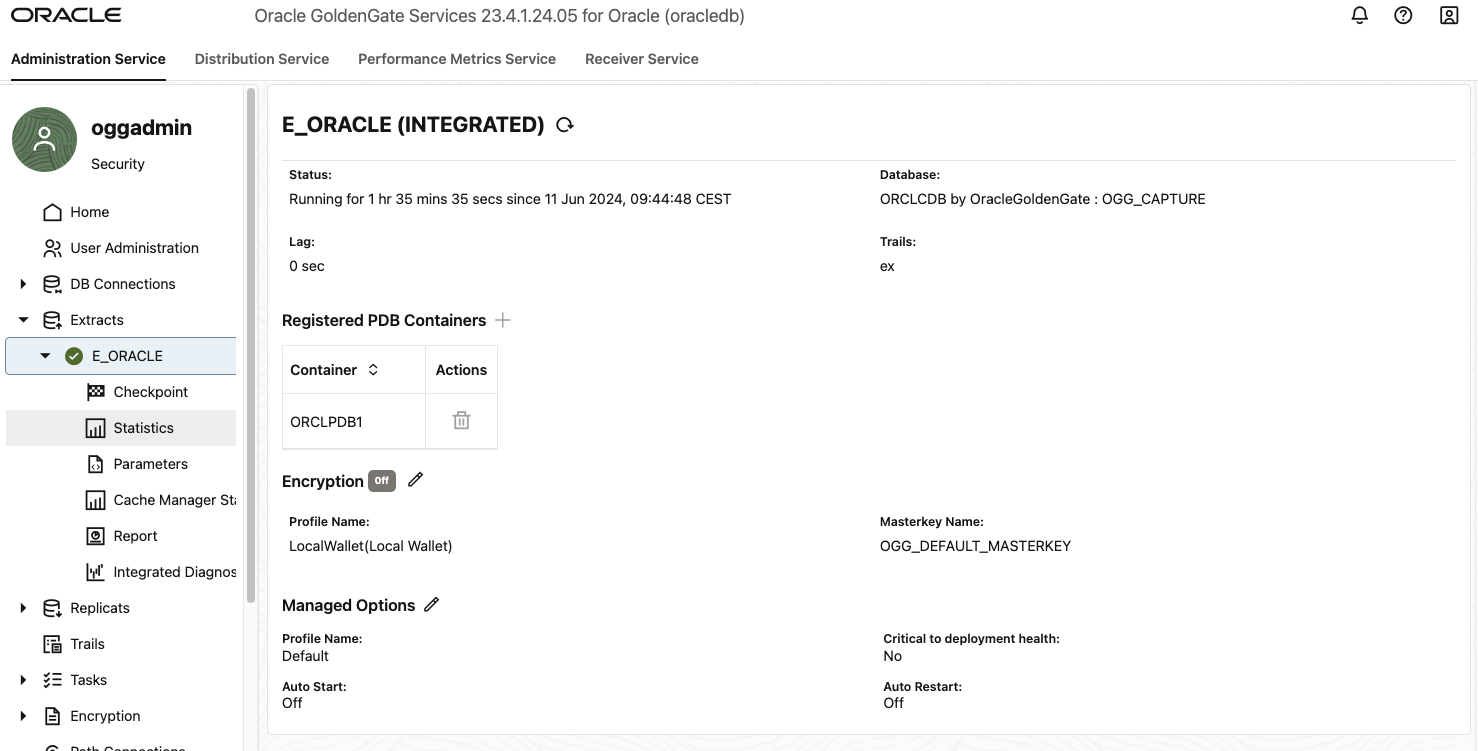 ORACLE
Oracle GoldenGate Services 23.4.1.24.05 for Oracle (oracledb)
Administration Service
Distribution Service
Performance Metrics Service
Receiver Service
oggadmin
Security
Home
User Administration
DB Connections
Extracts
E_ORACLE
Checkpoint
Statistics
Parameters
Cache Manager Sta
Report
Integrated Diagnos
Replicats
Trails
Tasks
Encryption
Path Connections
E_ORACLE (INTEGRATED)
Status:
Running for 1 hr 35 mins 35 secs since 11 Jun 2024, 09:44:48 CEST
Database:
ORCLCDB by OracleGoldenGate : OGG_CAPTURE
Lag:
0 sec
Trails:
ex
Registered PDB Containers
Container
Actions
ORCLPDB1
Encryption Off
Profile Name:
LocalWallet(Local Wallet)
Masterkey Name:
OGG_DEFAULT_MASTERKEY
Managed Options
Profile Name:
Default
Critical to deployment health:
No
Auto Start:
Off
Auto Restart:
Off